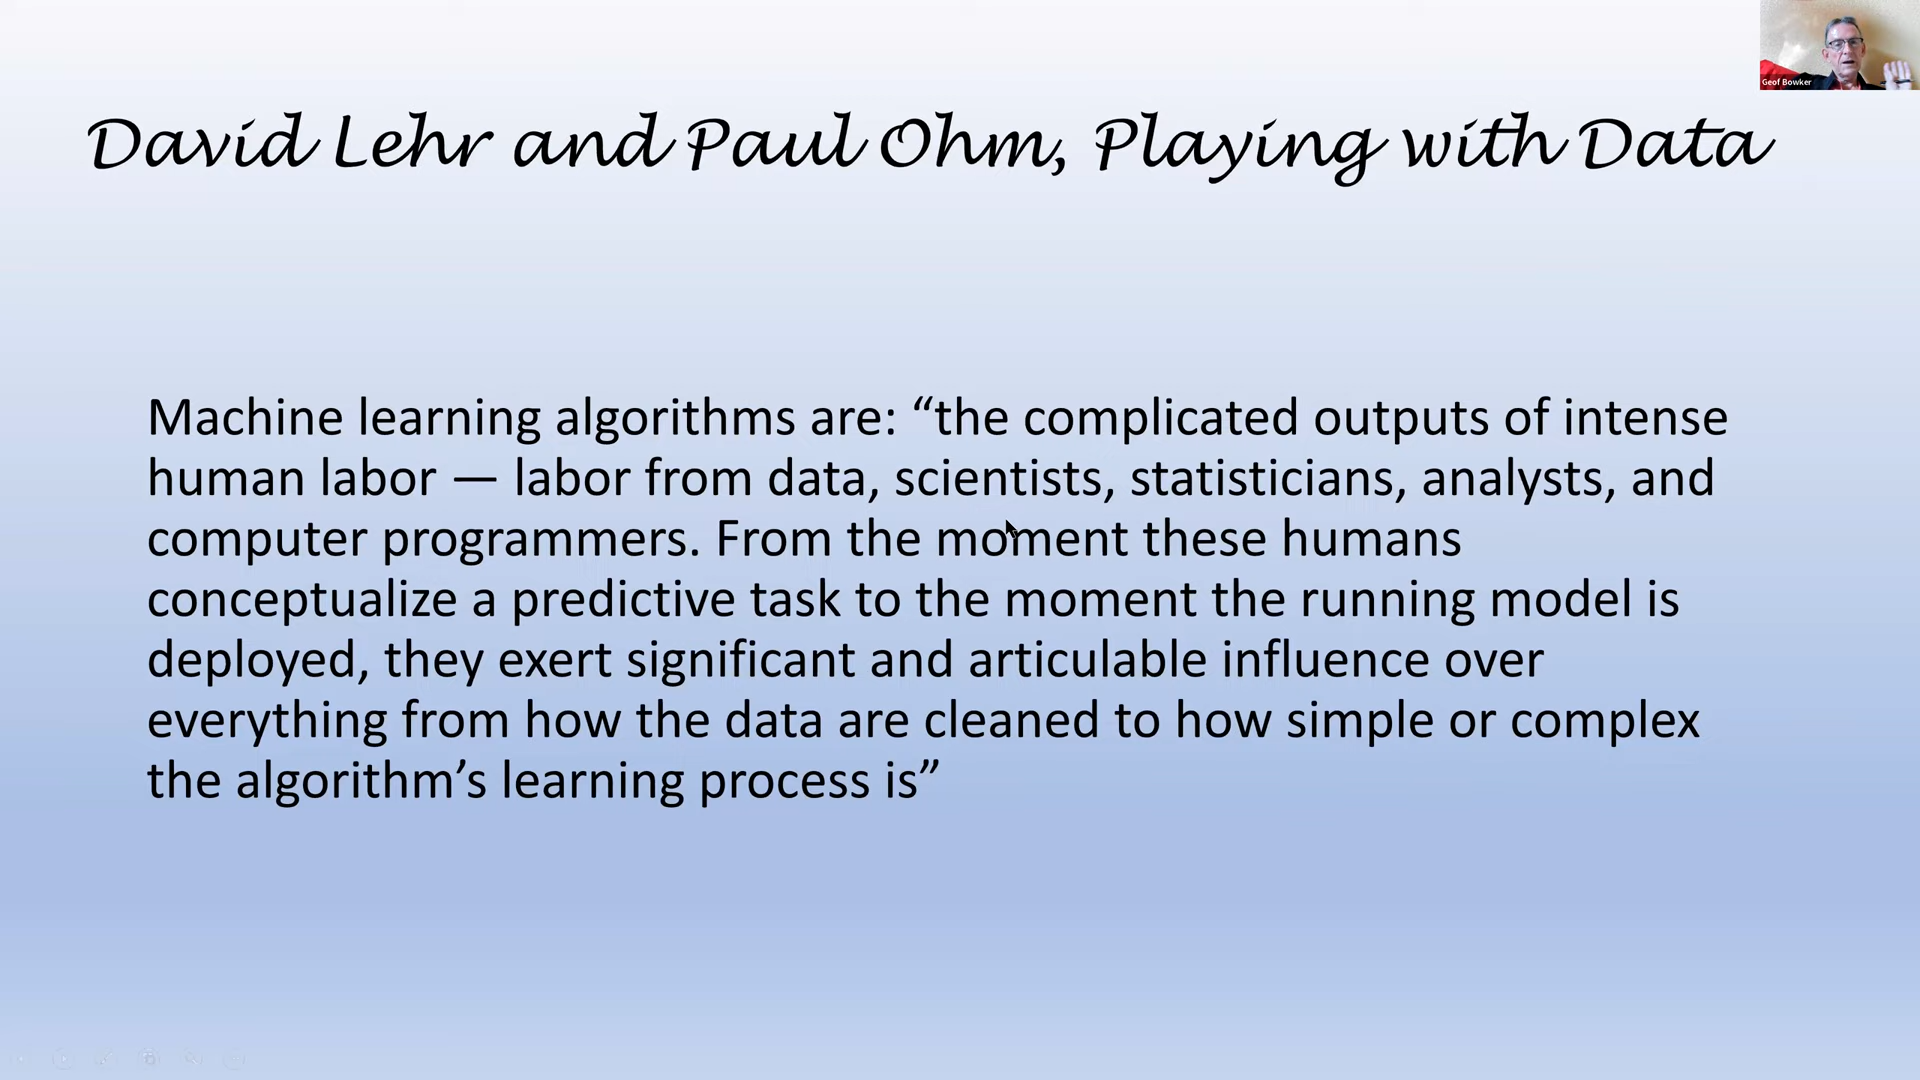 Geof Bowker
David Lehr and Paul Ohm, Playing with Data
Machine learning algorithms are: “the complicated outputs of intense
human labor — labor from data, scientists, statisticians, analysts, and
computer programmers. From the moment these humans
conceptualize a predictive task to the moment the running model is
deployed, they exert significant and articulable influence over
everything from how the data are cleaned to how simple or complex
the algorithm’s learning process is”